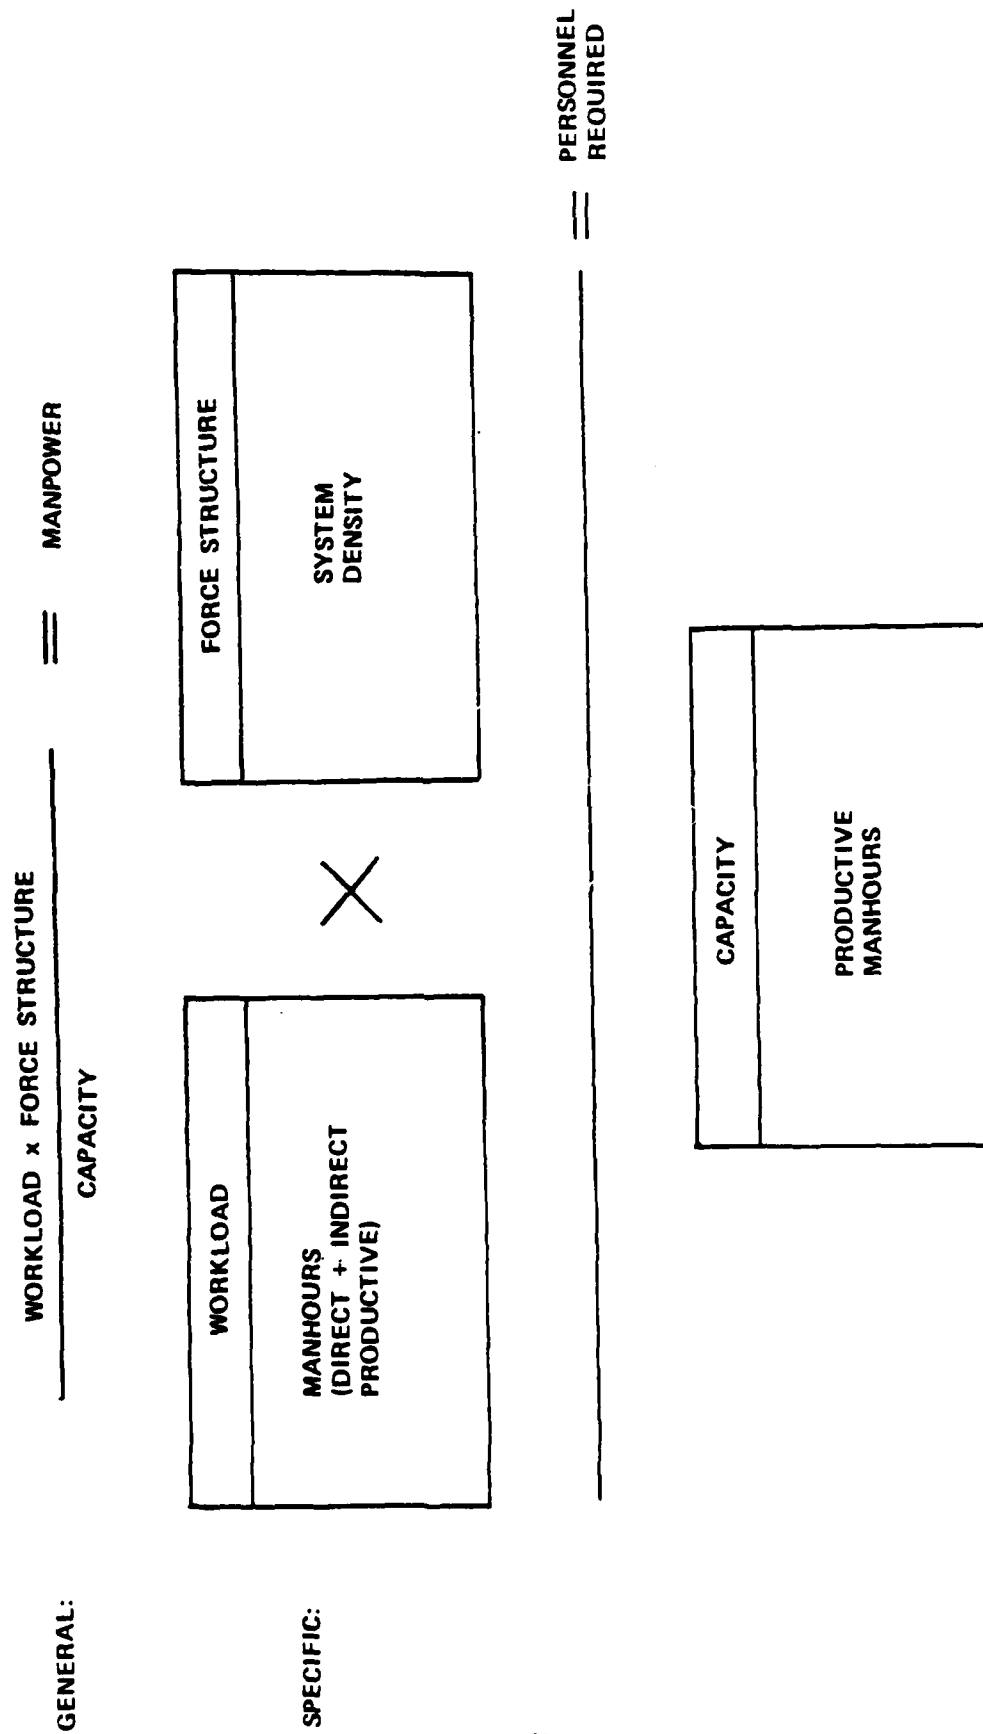 GENERAL:
WORKLOAD x FORCE STRUCTURE
CAPACITY
= MANPOWER
SPECIFIC:
WORKLOAD
MANHOURS
(DIRECT + INDIRECT
PRODUCTIVE)
X
FORCE STRUCTURE
SYSTEM
DENSITY
= PERSONNEL
REQUIRED
CAPACITY
PRODUCTIVE
MANHOURS